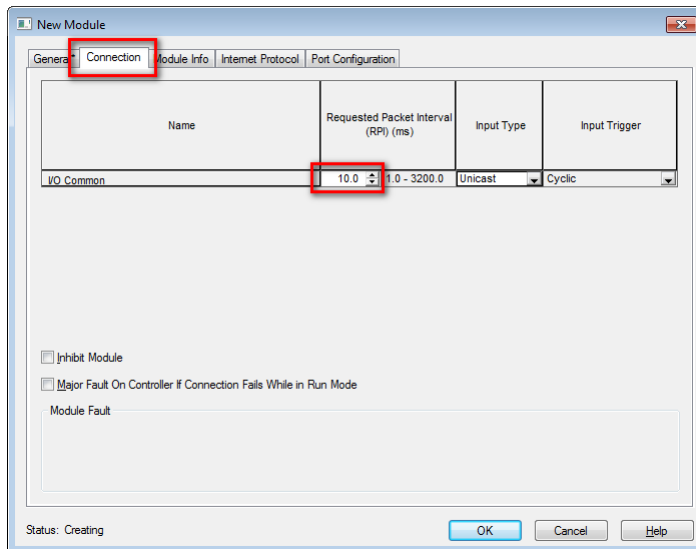 New Module
General* Connection Module Info Internet Protocol Port Configuration
Name
Requested Packet Interval
(RPI) (ms)
Input Type
Input Trigger
I/O Common 10.0 1.0 - 3200.0 Unicast Cyclic
Inhibit Module
Major Fault On Controller If Connection Fails While in Run Mode
Module Fault
Status: Creating OK Cancel Help